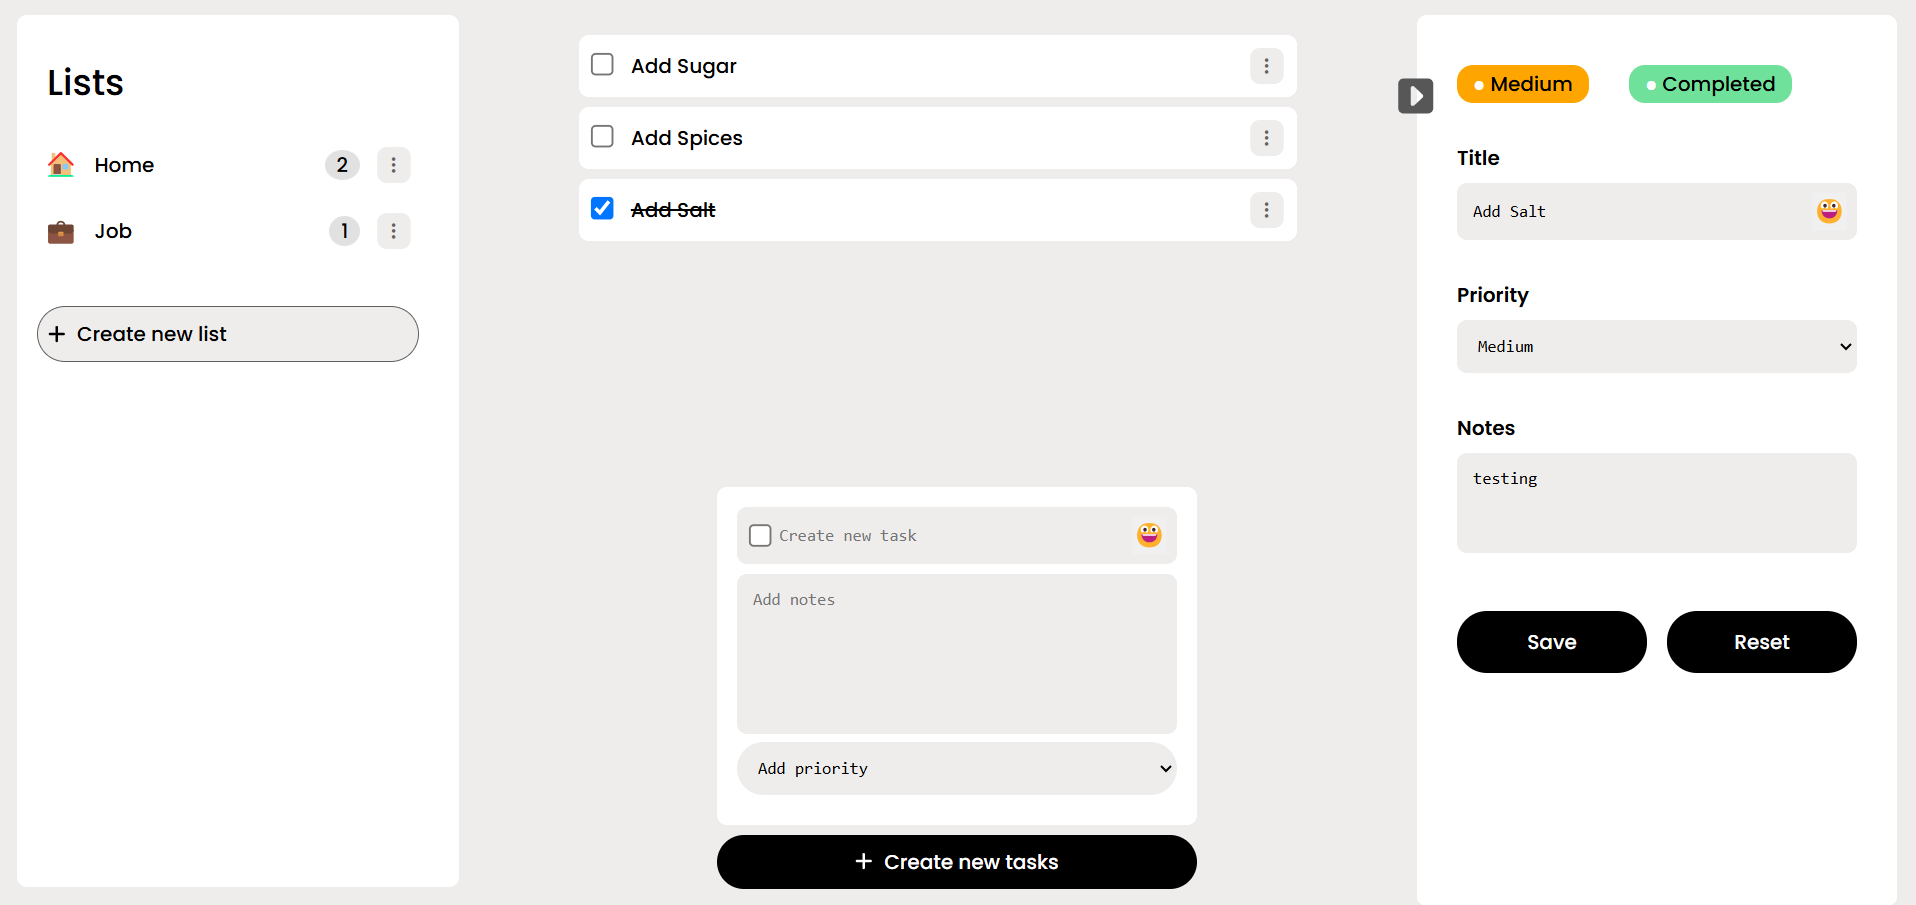 Lists
Home 2
Job 1
+ Create new list
Add Sugar
Add Spices
Add Salt
Create new task
Add notes
Add priority
+ Create new tasks
Medium Completed
Title
Add Salt
Priority
Medium
Notes
testing
Save Reset